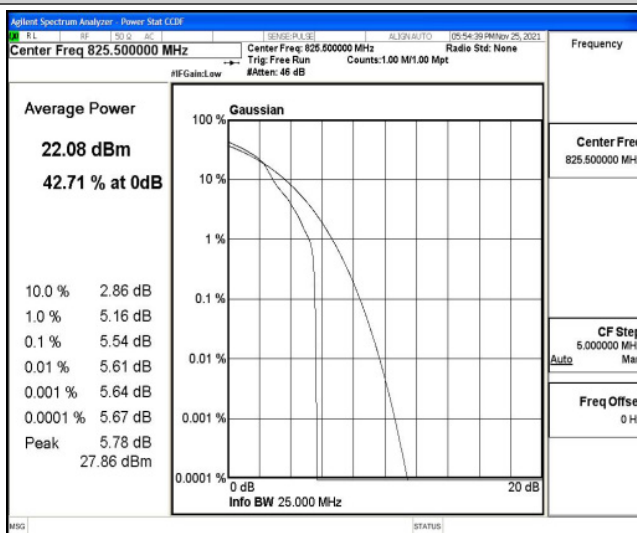 Agilent Spectrum Analyzer - Power Stat CCDF
RL RF 50 Ω AC SENSE:PULSE ALIGN AUTO 05:54:39 PM Nov 25, 2021
Center Freq 825.500000 MHz
Center Freq: 825.500000 MHz Radio Std: None
Trig: Free Run Counts:1.00 M/1.00 Mpt
#IFGain:Low #Atten: 46 dB
Frequency
Average Power
22.08 dBm
42.71 % at 0dB
10.0 % 2.86 dB
1.0 % 5.16 dB
0.1 % 5.54 dB
0.01 % 5.61 dB
0.001 % 5.64 dB
0.0001 % 5.67 dB
Peak 5.78 dB
27.86 dBm
Gaussian
100 %
10 %
1 %
0.1 %
0.01 %
0.001 %
0.0001 %
0 dB 20 dB
Info BW 25.000 MHz
Center Fre
825.500000 MH
CF Step
5.000000 MH
Auto Ma
Freq Offse
0 H
MSG STATUS